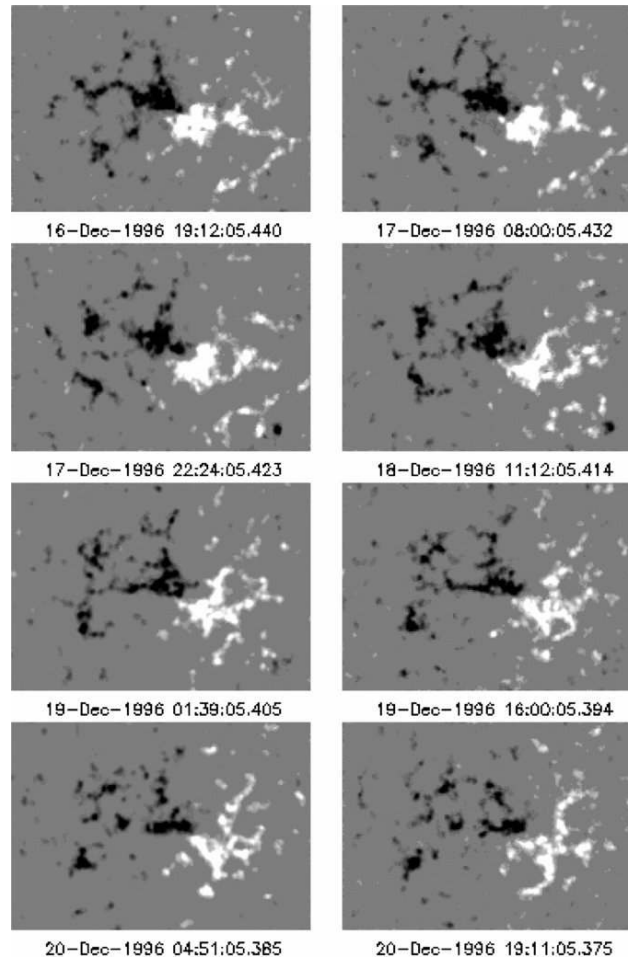 16-Dec-1996 19:12:05.440
17-Dec-1996 08:00:05.432
17-Dec-1996 22:24:05.423
18-Dec-1996 11:12:05.414
19-Dec-1996 01:39:05.405
19-Dec-1996 16:00:05.394
20-Dec-1996 04:51:05.385
20-Dec-1996 19:11:05.375